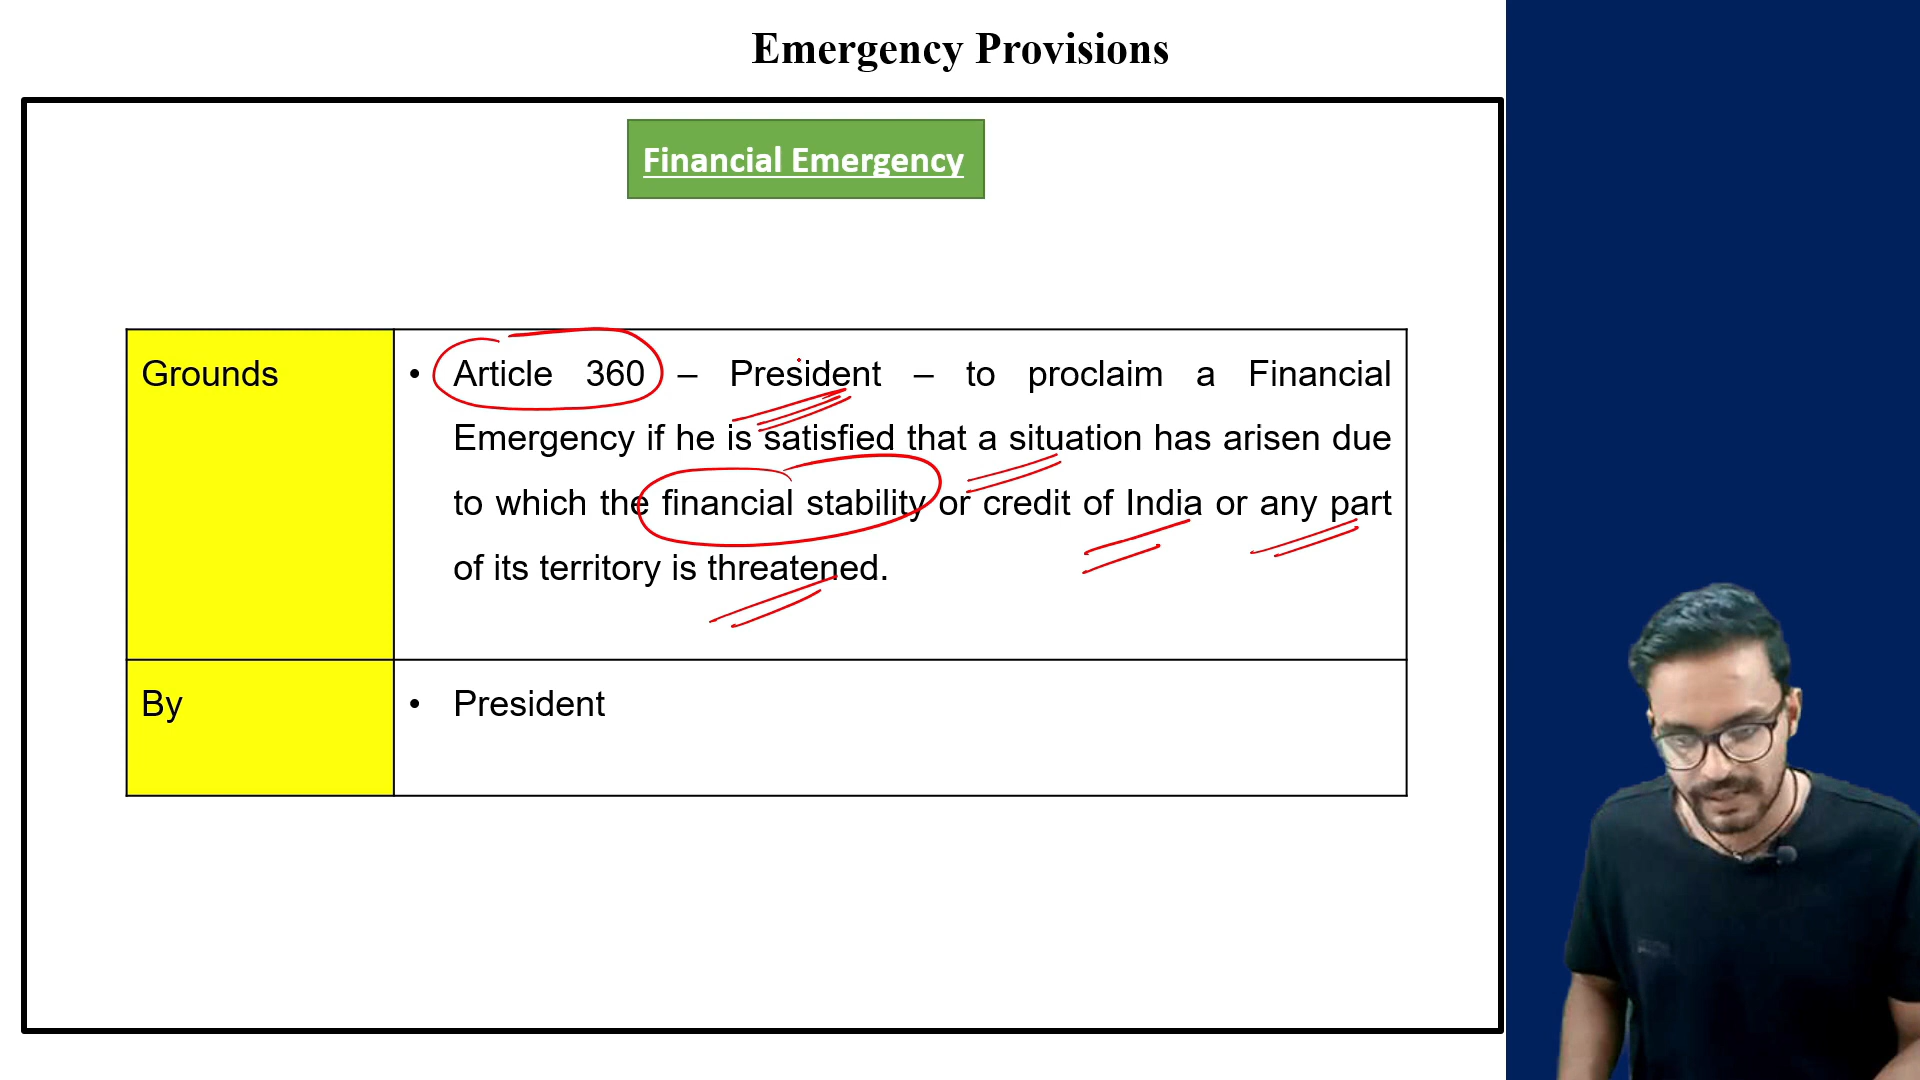 Emergency Provisions
Financial Emergency
Grounds
• Article 360 – President – to proclaim a Financial
Emergency if he is satisfied that a situation has arisen due
to which the financial stability or credit of India or any part
of its territory is threatened.
By
• President